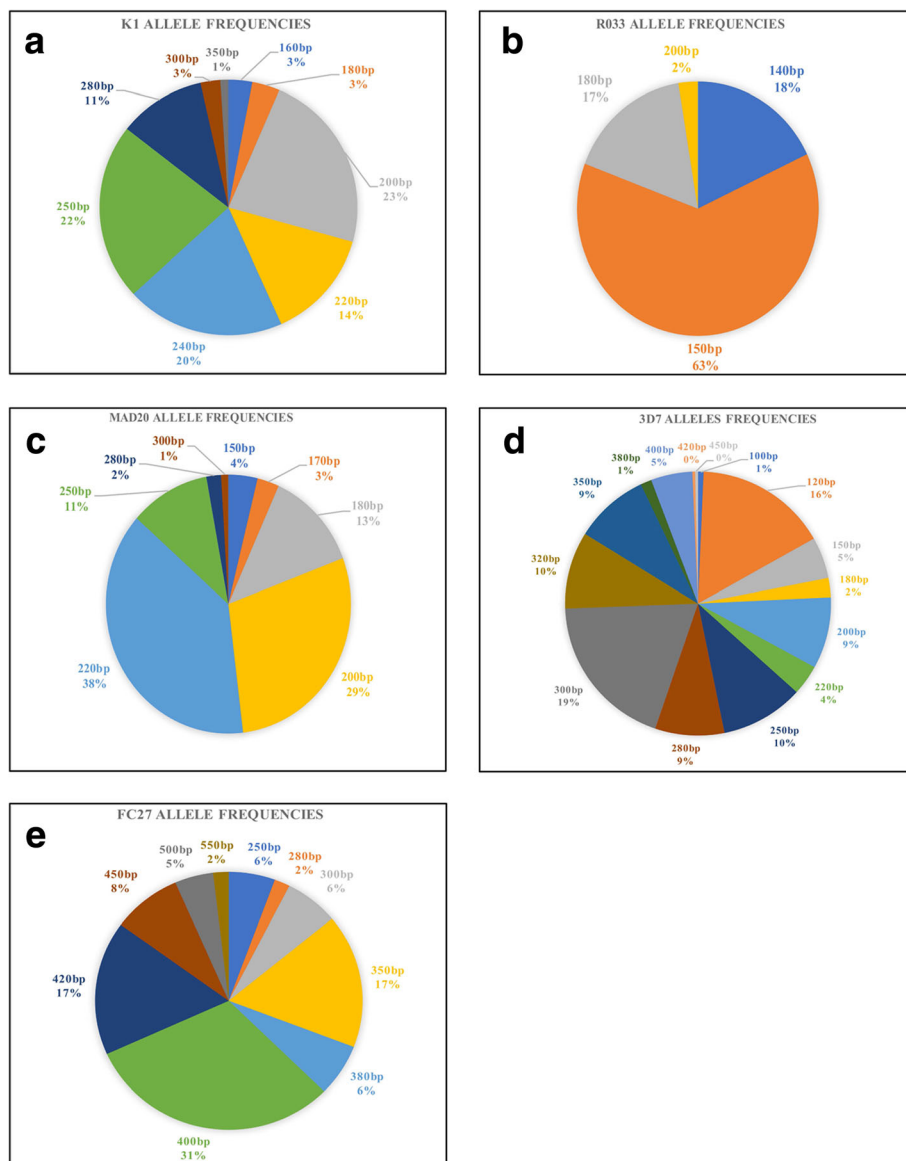 a
K1 ALLELE FREQUENCIES
350bp
1%
160bp
3%
180bp
3%
200bp
23%
220bp
14%
240bp
20%
250bp
22%
280bp
11%
300bp
3%
b
R033 ALLELE FREQUENCIES
200bp
2%
140bp
18%
150bp
63%
180bp
17%
c
MAD20 ALLELE FREQUENCIES
300bp
1%
150bp
4%
170bp
3%
180bp
13%
200bp
29%
220bp
38%
250bp
11%
280bp
2%
d
3D7 ALLELES FREQUENCIES
420bp
0%
450bp
0%
100bp
1%
120bp
16%
150bp
5%
180bp
2%
200bp
9%
220bp
4%
250bp
10%
280bp
9%
300bp
19%
320bp
10%
350bp
9%
380bp
1%
400bp
5%
e
FC27 ALLELE FREQUENCIES
550bp
2%
250bp
6%
280bp
2%
300bp
6%
350bp
17%
380bp
6%
400bp
31%
420bp
17%
450bp
8%
500bp
5%